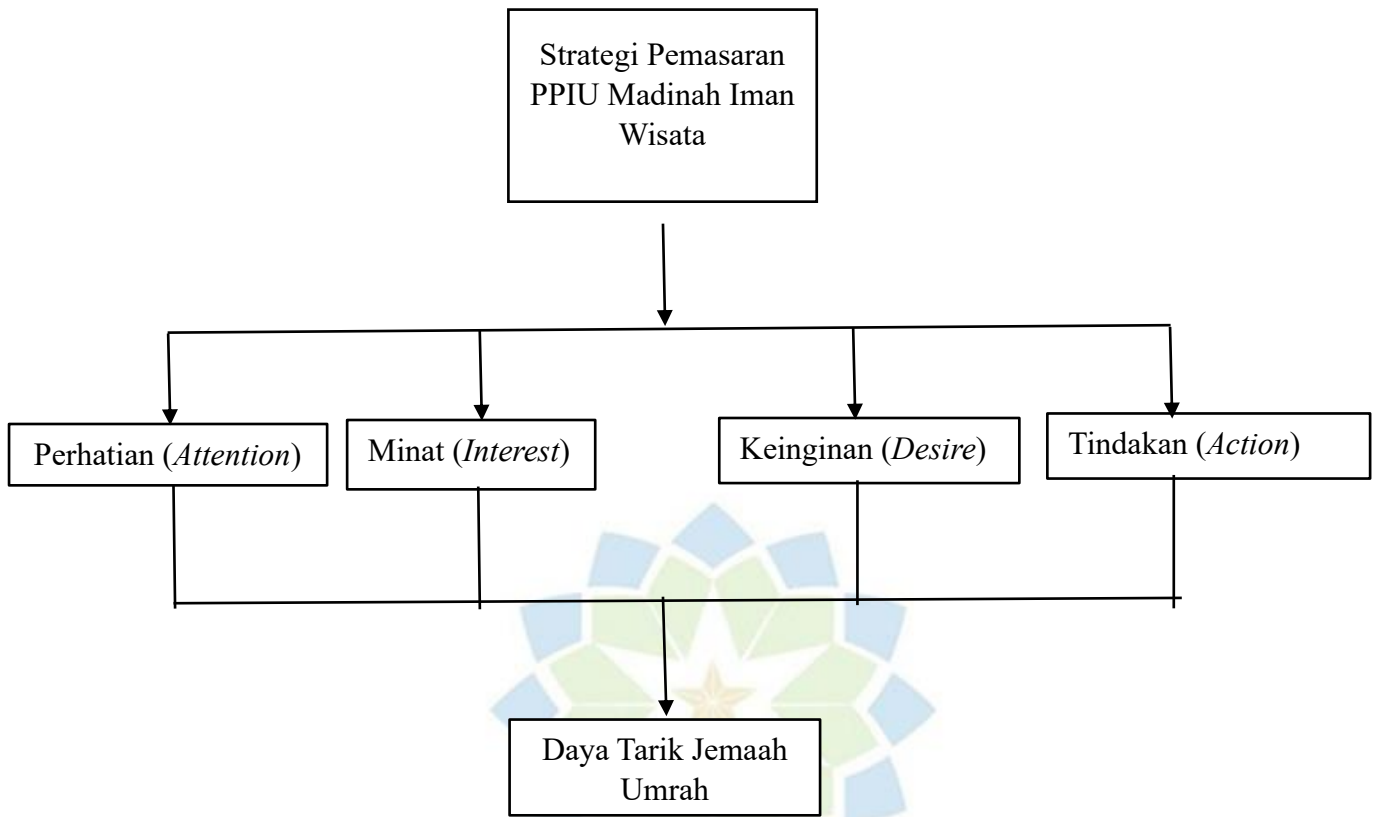 Strategi Pemasaran
PPIU Madinah Iman
Wisata
Perhatian (Attention)
Minat (Interest)
Keinginan (Desire)
Tindakan (Action)
Daya Tarik Jemaah
Umrah